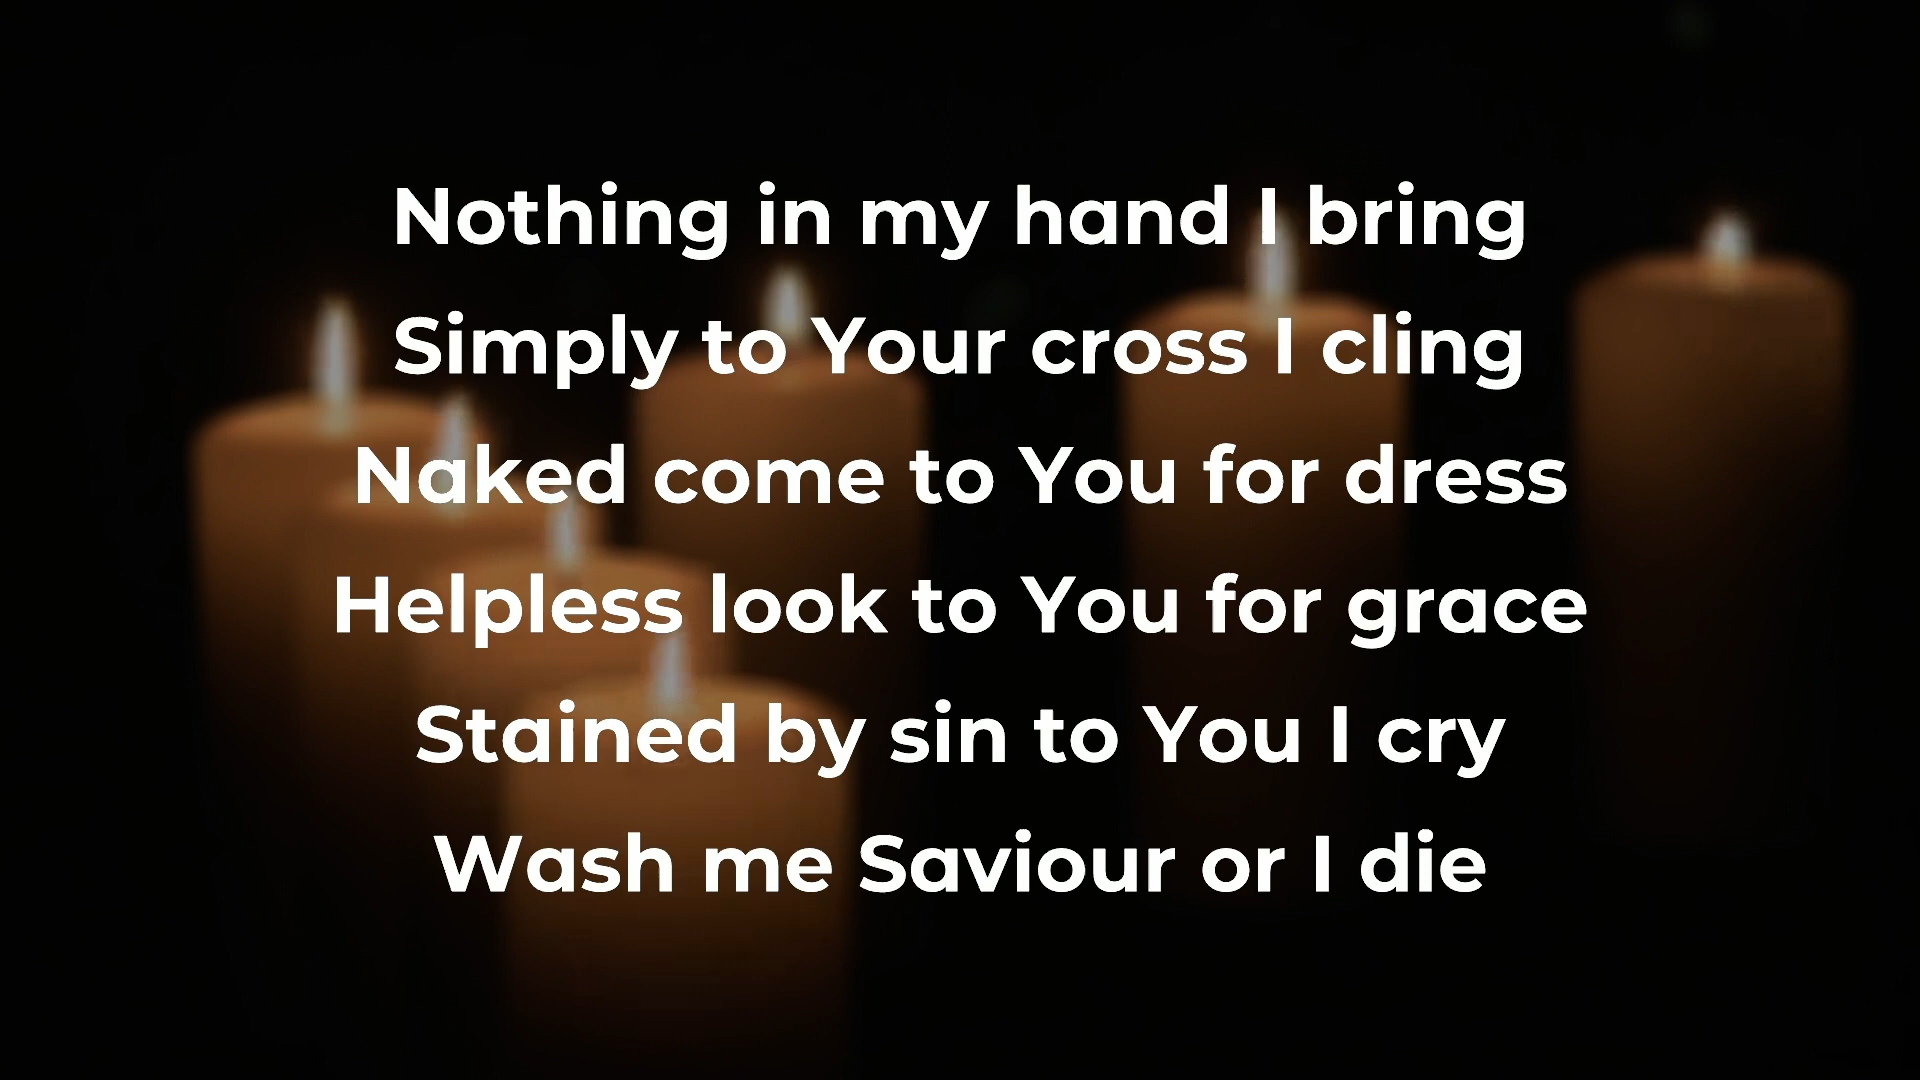 Nothing in my hand I bring
Simply to Your cross I cling
Naked come to You for dress
Helpless look to You for grace
Stained by sin to You I cry
Wash me Saviour or I die